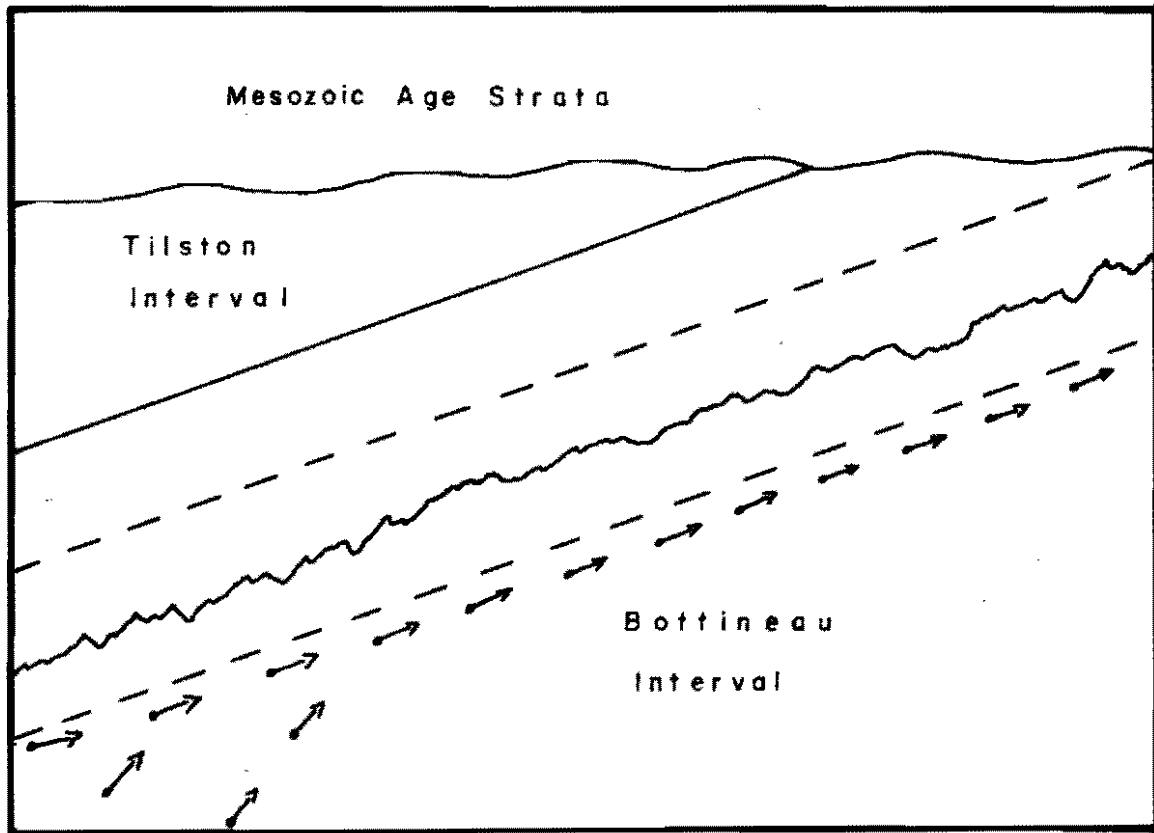 Mesozoic Age Strata
Tilston
Interval
Bottineau
Interval